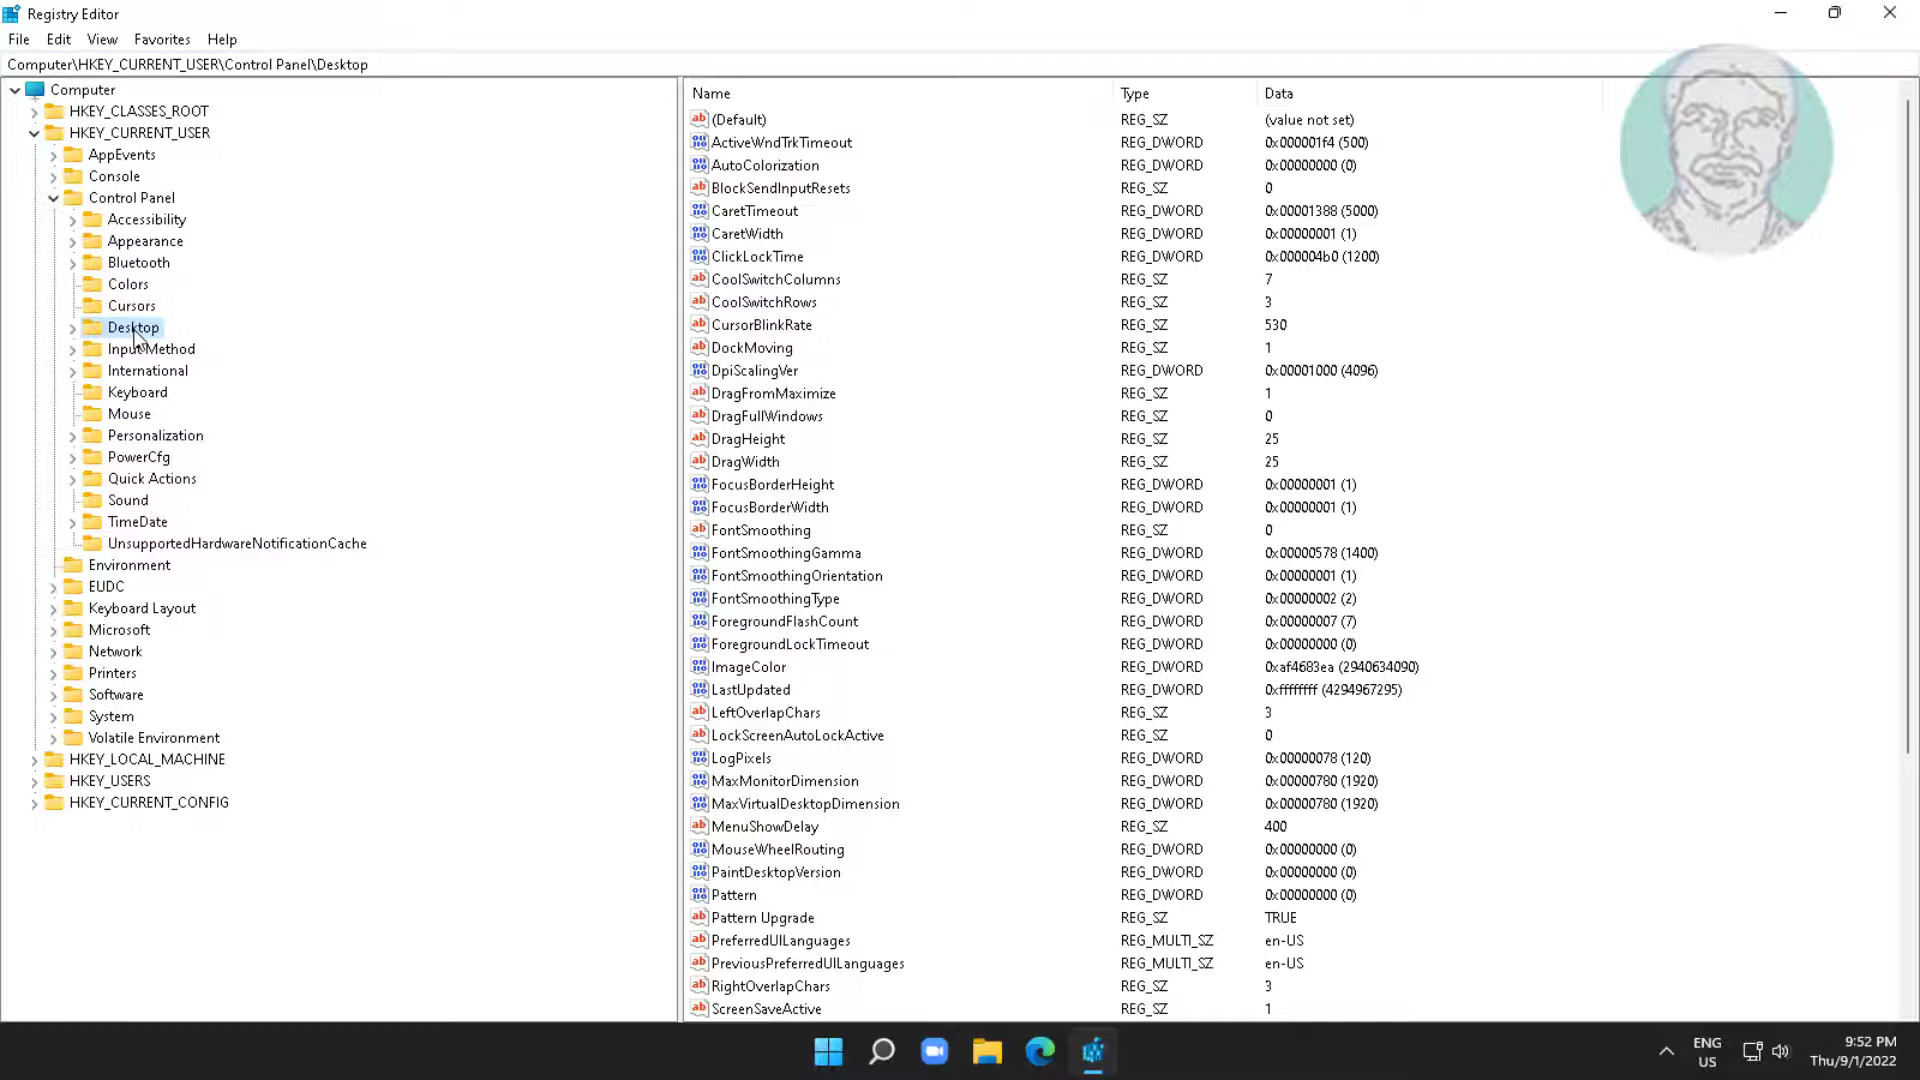 Registry Editor
File Edit View Favorites Help
Computer\HKEY_CURRENT_USER\Control Panel\Desktop
Computer
HKEY_CLASSES_ROOT
HKEY_CURRENT_USER
AppEvents
Console
Control Panel
Accessibility
Appearance
Bluetooth
Colors
Cursors
Desktop
Input Method
International
Keyboard
Mouse
Personalization
PowerCfg
Quick Actions
Sound
TimeDate
UnsupportedHardwareNotificationCache
Environment
EUDC
Keyboard Layout
Microsoft
Network
Printers
Software
System
Volatile Environment
HKEY_LOCAL_MACHINE
HKEY_USERS
HKEY_CURRENT_CONFIG
Name Type Data
(Default) REG_SZ (value not set)
ActiveWndTrkTimeout REG_DWORD 0x000001f4 (500)
AutoColorization REG_DWORD 0x00000000 (0)
BlockSendInputResets REG_SZ 0
CaretTimeout REG_DWORD 0x00001388 (5000)
CaretWidth REG_DWORD 0x00000001 (1)
ClickLockTime REG_DWORD 0x000004b0 (1200)
CoolSwitchColumns REG_SZ 7
CoolSwitchRows REG_SZ 3
CursorBlinkRate REG_SZ 530
DockMoving REG_SZ 1
DpiScalingVer REG_DWORD 0x00001000 (4096)
DragFromMaximize REG_SZ 1
DragFullWindows REG_SZ 0
DragHeight REG_SZ 25
DragWidth REG_SZ 25
FocusBorderHeight REG_DWORD 0x00000001 (1)
FocusBorderWidth REG_DWORD 0x00000001 (1)
FontSmoothing REG_SZ 0
FontSmoothingGamma REG_DWORD 0x00000578 (1400)
FontSmoothingOrientation REG_DWORD 0x00000001 (1)
FontSmoothingType REG_DWORD 0x00000002 (2)
ForegroundFlashCount REG_DWORD 0x00000007 (7)
ForegroundLockTimeout REG_DWORD 0x00000000 (0)
ImageColor REG_DWORD 0xaf4683ea (2940634090)
LastUpdated REG_DWORD 0xffffffff (4294967295)
LeftOverlapChars REG_SZ 3
LockScreenAutoLockActive REG_SZ 0
LogPixels REG_DWORD 0x00000078 (120)
MaxMonitorDimension REG_DWORD 0x00000780 (1920)
MaxVirtualDesktopDimension REG_DWORD 0x00000780 (1920)
MenuShowDelay REG_SZ 400
MouseWheelRouting REG_DWORD 0x00000000 (0)
PaintDesktopVersion REG_DWORD 0x00000000 (0)
Pattern REG_DWORD 0x00000000 (0)
Pattern Upgrade REG_SZ TRUE
PreferredUILanguages REG_MULTI_SZ en-US
PreviousPreferredUILanguages REG_MULTI_SZ en-US
RightOverlapChars REG_SZ 3
ScreenSaveActive REG_SZ 1
ENG
US
9:52 PM
Thu/9/1/2022